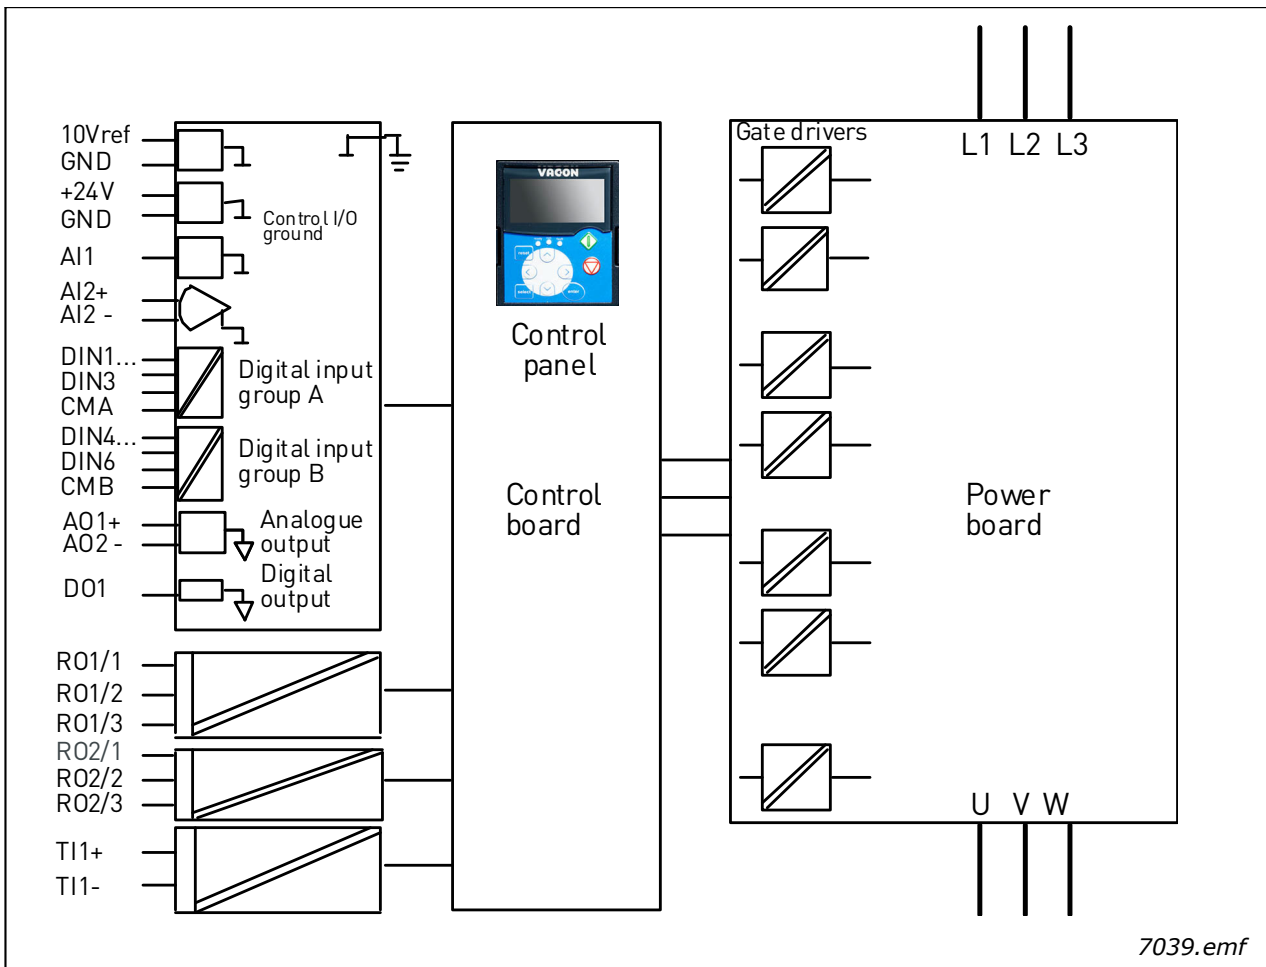 10Vref
GND
+24V
GND
AI1
AI2+
AI2 -
DIN1...
DIN3
CMA
DIN4...
DIN6
CMB
AO1+
AO2 -
DO1
RO1/1
RO1/2
RO1/3
RO2/1
RO2/2
RO2/3
TI1+
TI1-
Control I/O
ground
Digital input
group A
Digital input
group B
Analogue
output
Digital
output
VACON
select
enter
Control
panel
Control
board
Gate drivers
L1 L2 L3
Power
board
U V W
7039.emf